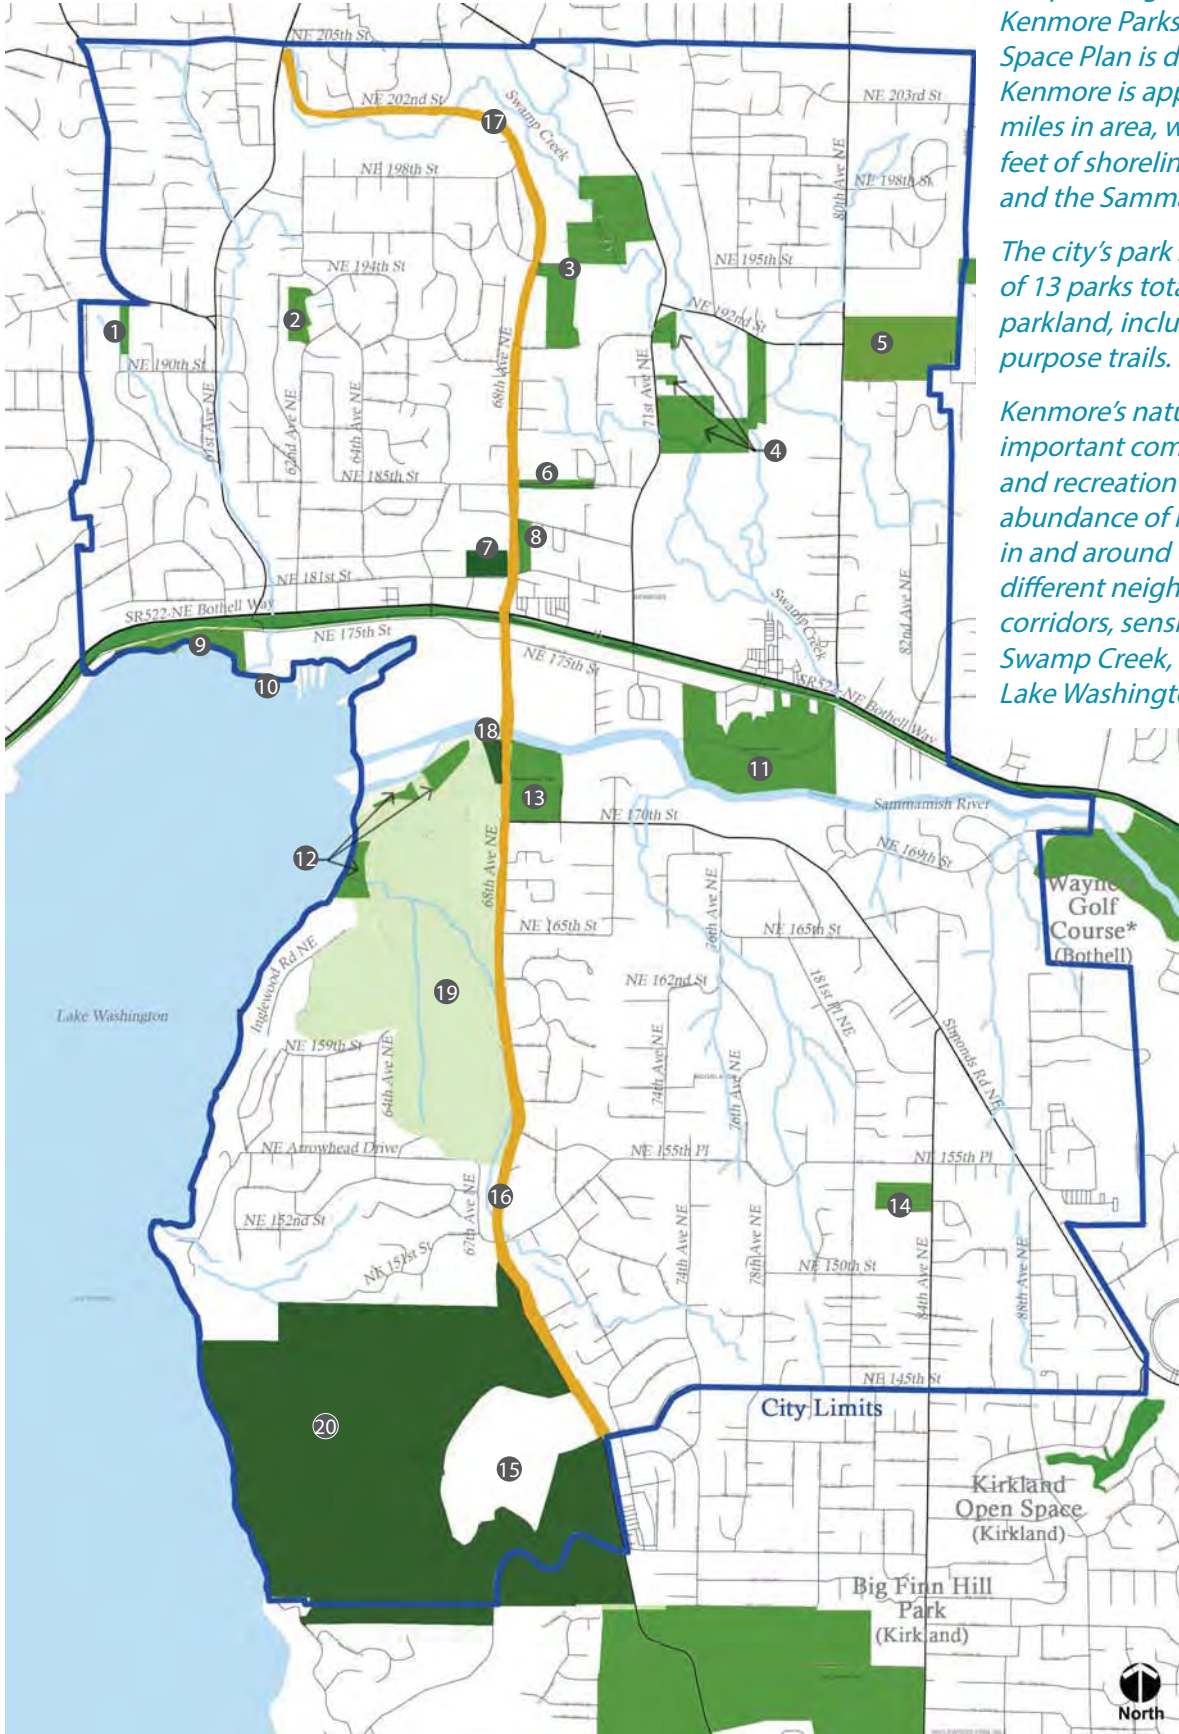 Kenmore Parks
Space Plan is d
Kenmore is app
miles in area, w
feet of shorelin
and the Samma
The city's park
of 13 parks tota
parkland, inclu
purpose trails.
Kenmore's natu
important com
and recreation
abundance of
in and around
different neigh
corridors, sensi
Swamp Creek,
Lake Washingto
NE 205th St
NE 202nd St
17
Swamp Creek
NE 203rd St
80th Ave NE
NE 198th St
NE 198th St
NE 195th St
NE 194th St
3
2
1
NE 192nd St
5
NE 190th St
68th Ave NE
71st Ave NE
61st Ave NE
62nd Ave NE
64th Ave NE
4
NE 185th St
6
8
7
NE 181st St
SR522-NE Bothell Way
NE 175th St
9
10
NE 175th St
Swamp Creek
82nd Ave NE
SR522-NE Bothell Way
18
11
13
NE 170th St
Sammamish River
12
NE 169th St
68th Ave NE
76th Ave NE
Wayne
Golf
Course*
(Bothell)
NE 165th St
NE 165th St
Inglewood Rd NE
NE 162nd St
181st Pl NE
19
Lake Washington
Simonds Rd NE
NE 159th St
64th Ave NE
74th Ave NE
76th Ave NE
NE Arrowhead Drive
NE 155th Pl
NE 155th Pl
16
14
NE 152nd St
67th Ave NE
NE 151st St
74th Ave NE
78th Ave NE
NE 150th St
84th Ave NE
88th Ave NE
NE 145th St
City Limits
20
15
Kirkland
Open Space
(Kirkland)
Big Finn Hill
Park
(Kirkland)
North